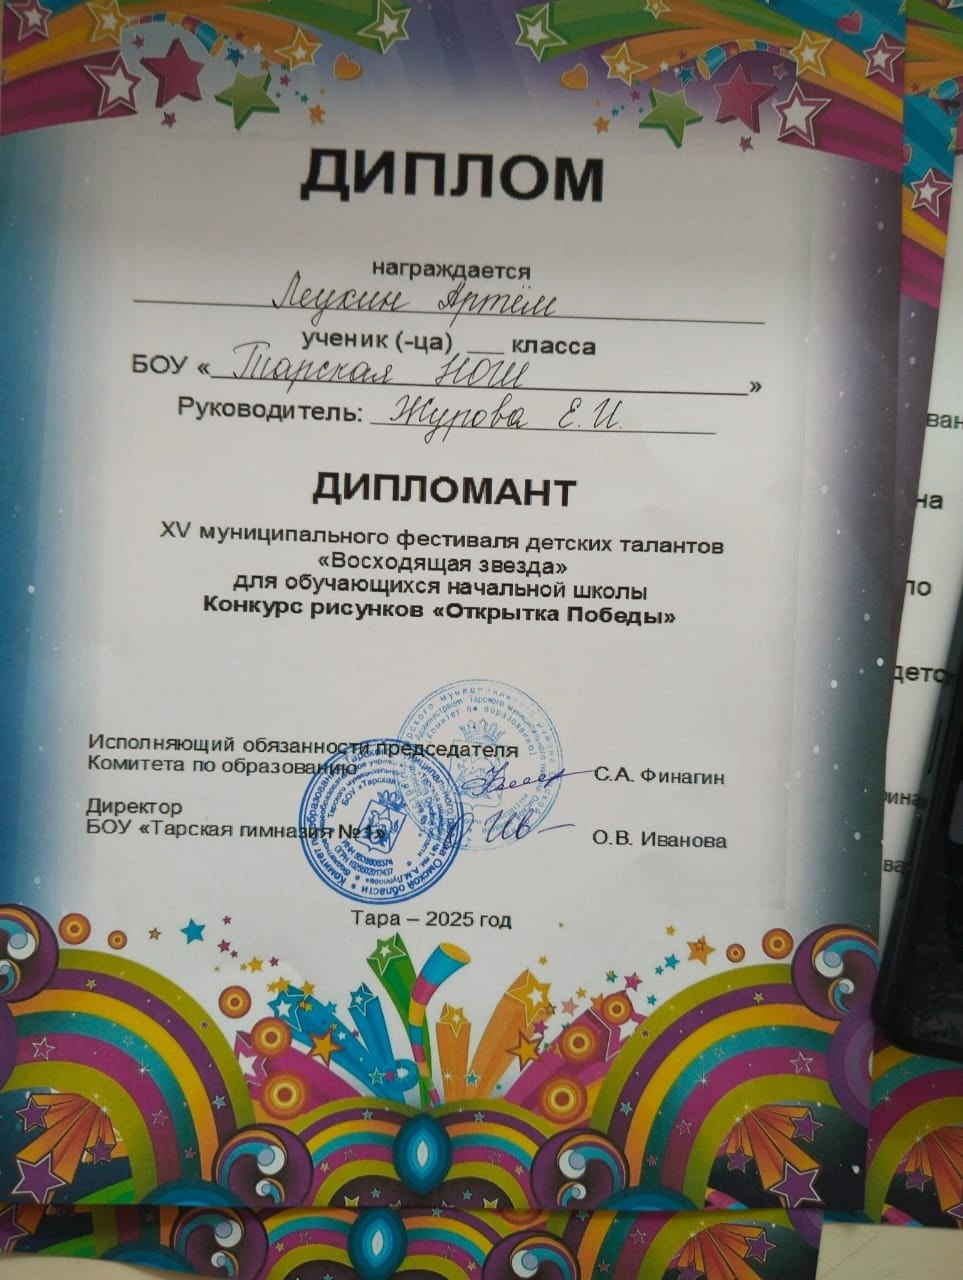 ДИПЛОМ
награждается
Леукин Артём
ученик (-ца) ___ класса
БОУ « Тарская НОШ »
Руководитель: Журова Е.И.
ДИПЛОМАНТ
XV муниципального фестиваля детских талантов
«Восходящая звезда»
для обучающихся начальной школы
Конкурс рисунков «Открытка Победы»
Исполняющий обязанности председателя
Комитета по образованию
С.А. Финагин
Директор
БОУ «Тарская гимназия №1»
О.В. Иванова
Тара – 2025 год